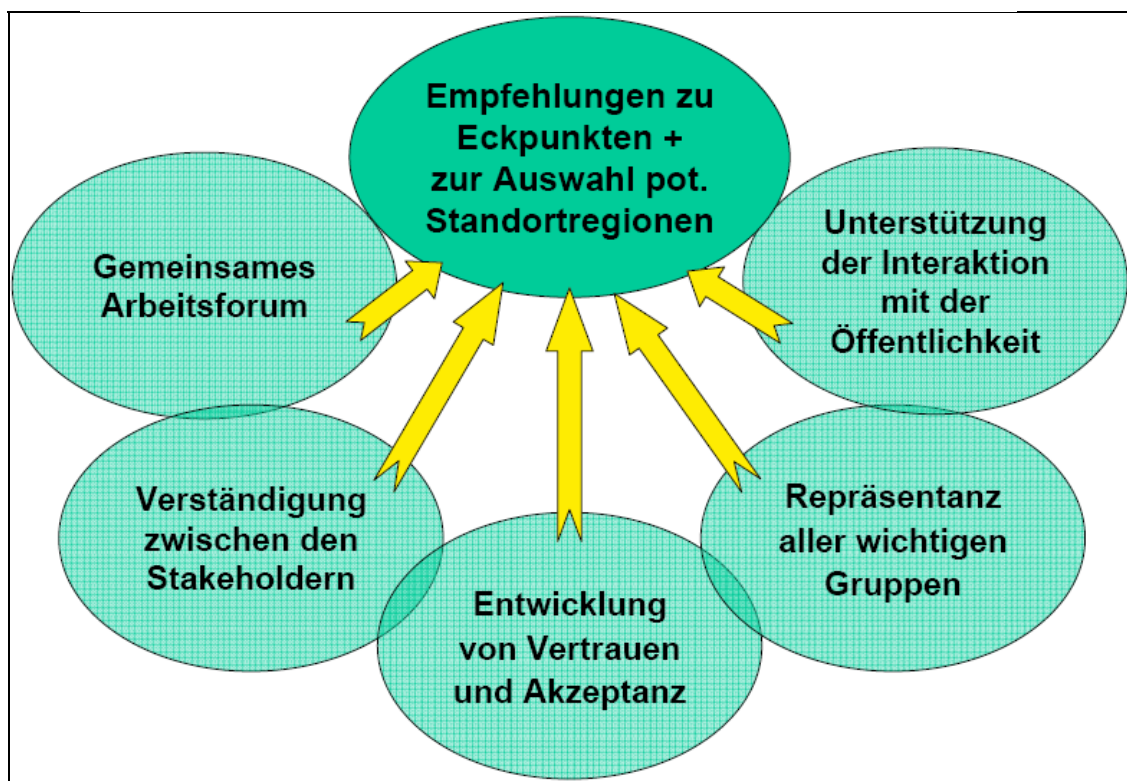 Empfehlungen zu
Eckpunkten +
zur Auswahl pot.
Standortregionen
Gemeinsames
Arbeitsforum
Unterstützung
der Interaktion
mit der
Öffentlichkeit
Verständigung
zwischen den
Stakeholdern
Entwicklung
von Vertrauen
und Akzeptanz
Repräsentanz
aller wichtigen
Gruppen